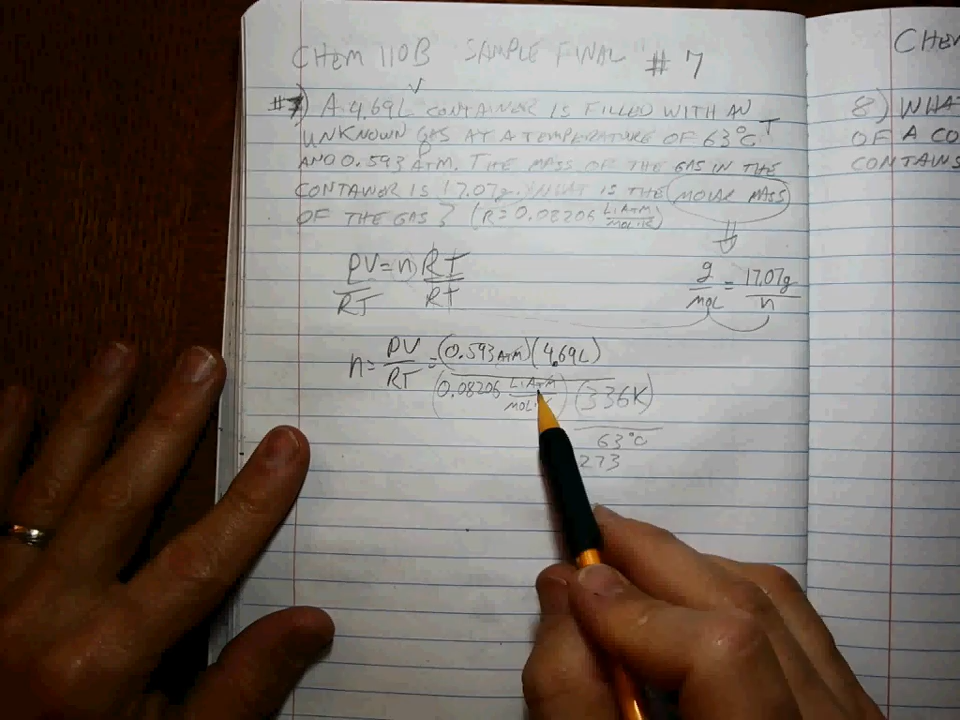 CHEM 110B SAMPLE FINAL # 7
#7) A 4.69L CONTAINER IS FILLED WITH AN
UNKNOWN GAS AT A TEMPERATURE OF 63°C
AND 0.593 ATM. THE MASS OF THE GAS IN THE
CONTAINER IS 17.07g. WHAT IS THE MOLAR MASS
OF THE GAS? (R=0.08206 L·ATM/MOL·K)
PV = n RT
RT RT
g/MOL = 17.07g/n
n = PV/RT = (0.593 ATM)(4.69L)
(0.08206 L·ATM/MOL·K) (336K)
63°C
273
CHEM
8) WHA
OF A CO
CONTAINS